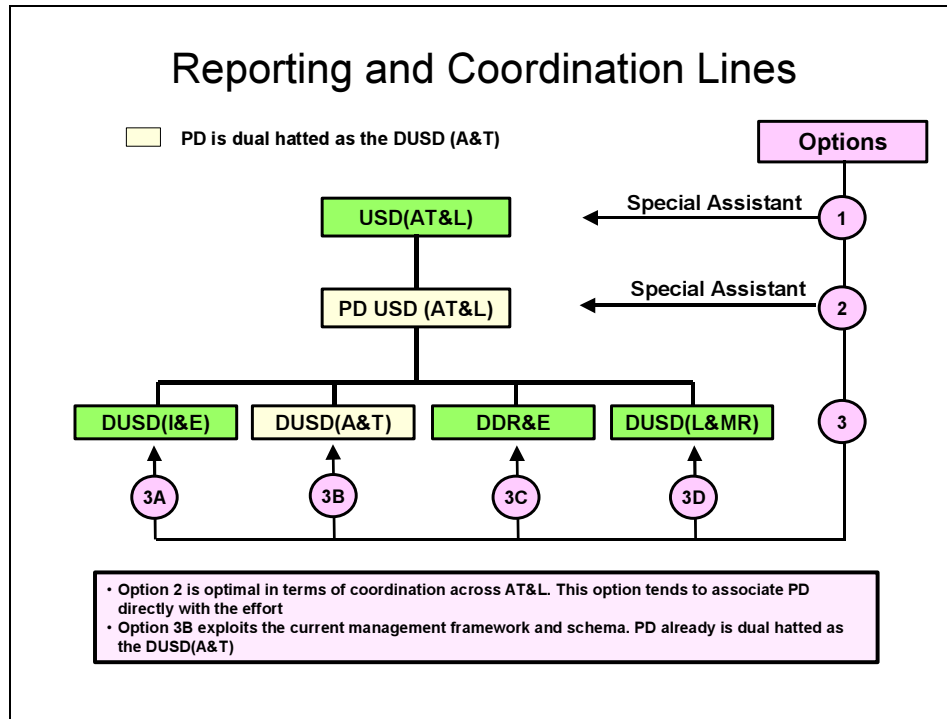 Reporting and Coordination Lines
PD is dual hatted as the DUSD (A&T)
Options
Special Assistant
1
USD(AT&L)
Special Assistant
2
PD USD (AT&L)
DUSD(I&E)
DUSD(A&T)
DDR&E
DUSD(L&MR)
3
3A
3B
3C
3D
• Option 2 is optimal in terms of coordination across AT&L. This option tends to associate PD
directly with the effort
• Option 3B exploits the current management framework and schema. PD already is dual hatted as
the DUSD(A&T)